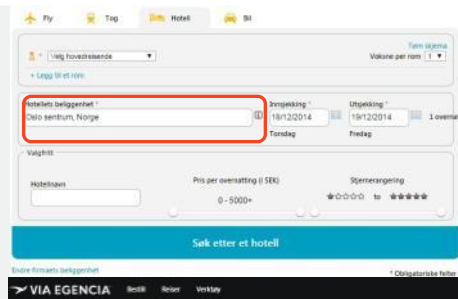 Fly Tog Hotell Bil
Tøm skjema
* Velg hovedreisende Voksne per rom 1
+ Legg til et rom
Hotellets beliggenhet * Innsjekking * Utsjekking *
Oslo sentrum, Norge 18/12/2014 19/12/2014 1 overnat
Torsdag Fredag
Valgfritt
Hotellnavn Pris per overnatting (i SEK) Stjernerangering
0 - 5000+ to
Søk etter et hotell
Endre firmaets beliggenhet * Obligatoriske felter
VIA EGENCIA Bestill Reiser Verktøy